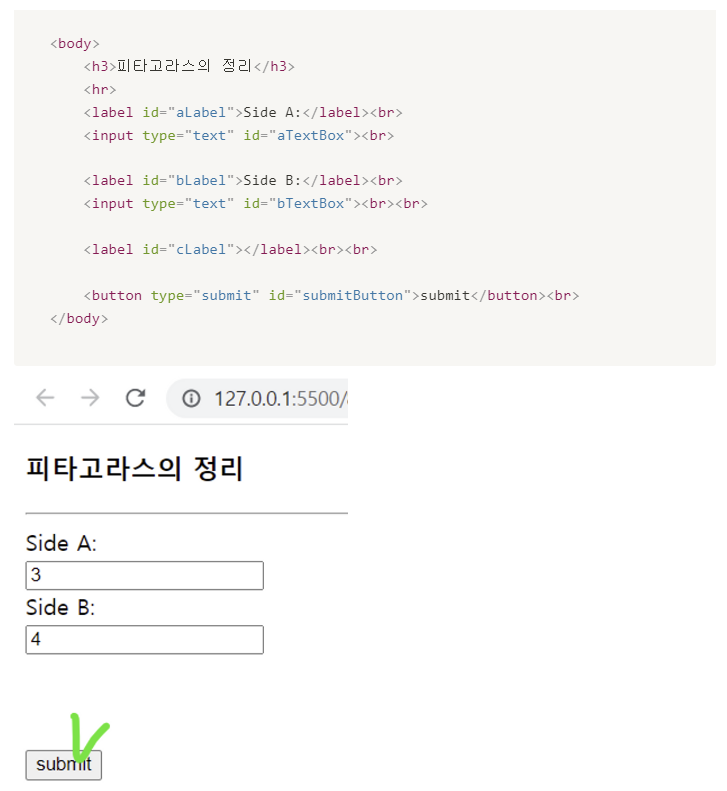 <body>
<h3>피타고라스의 정리</h3>
<hr>
<label id="aLabel">Side A:</label><br>
<input type="text" id="aTextBox"><br>
<label id="bLabel">Side B:</label><br>
<input type="text" id="bTextBox"><br><br>
<label id="cLabel"></label><br><br>
<button type="submit" id="submitButton">submit</button><br>
</body>
127.0.0.1:5500/
피타고라스의 정리
Side A:
3
Side B:
4
submit